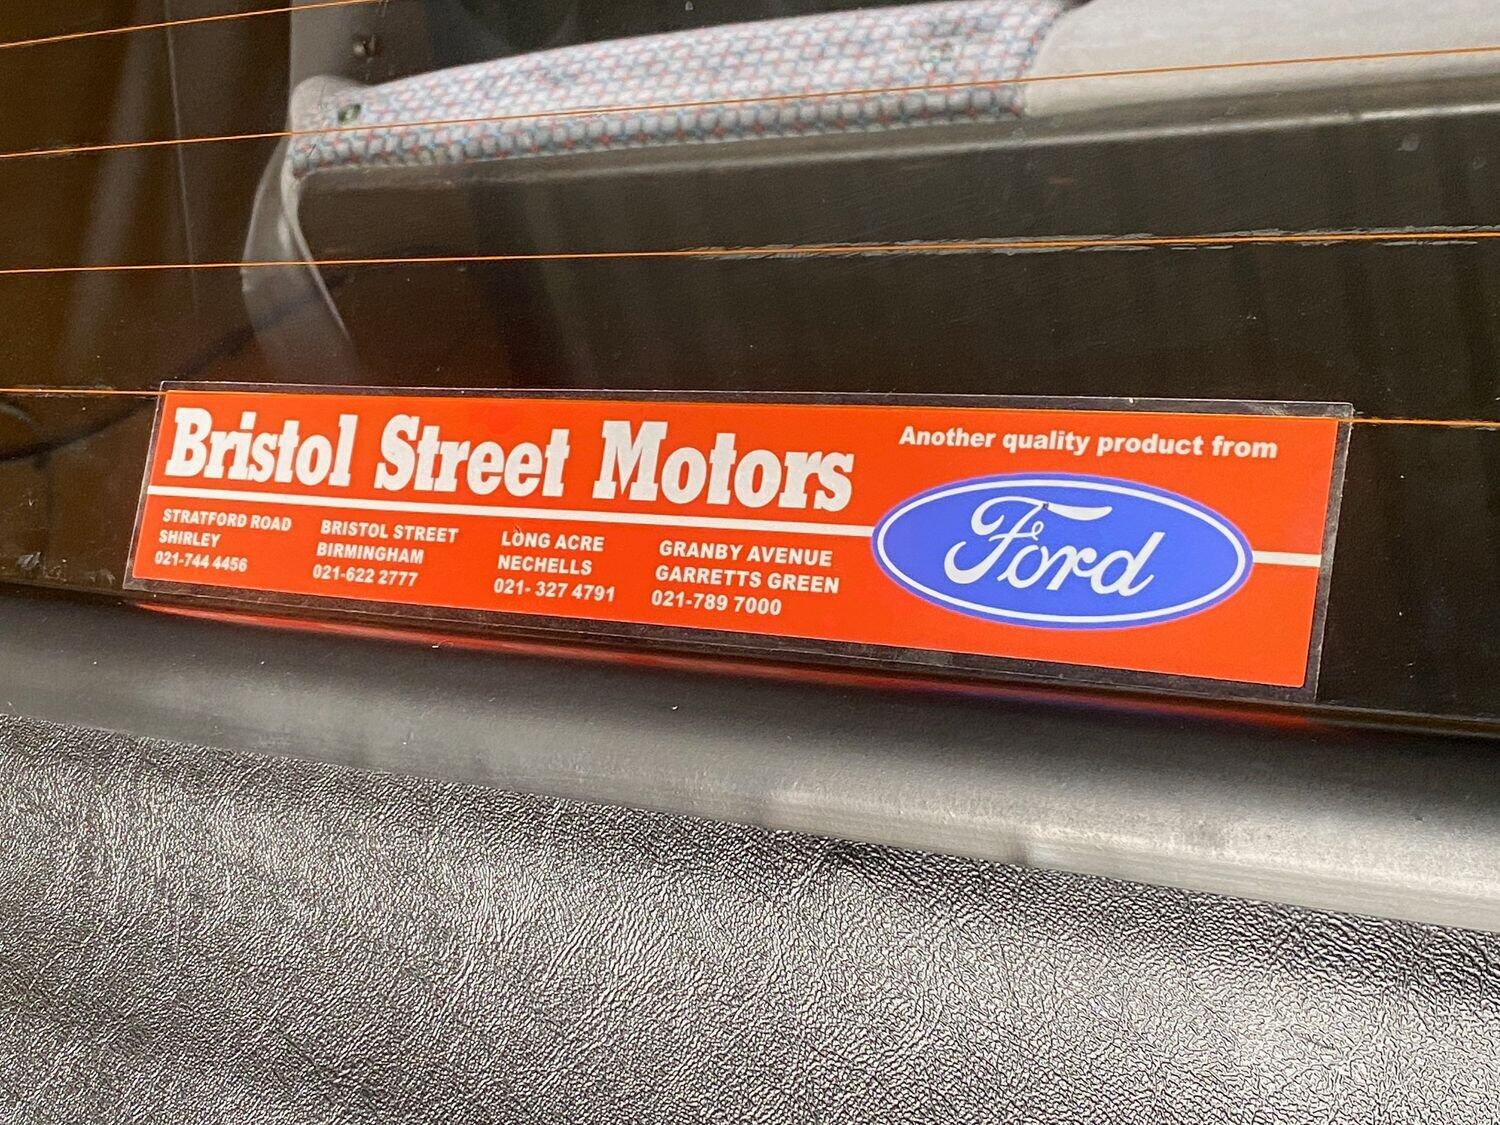 Bristol Street Motors
STRATFORD ROAD
SHIRLEY
021-744 4456
BRISTOL STREET
BIRMINGHAM
021-622 2777
LONG ACRE
NECHELLS
021- 327 4791
GRANBY AVENUE
GARRETTS GREEN
021-789 7000
Another quality product from
Ford